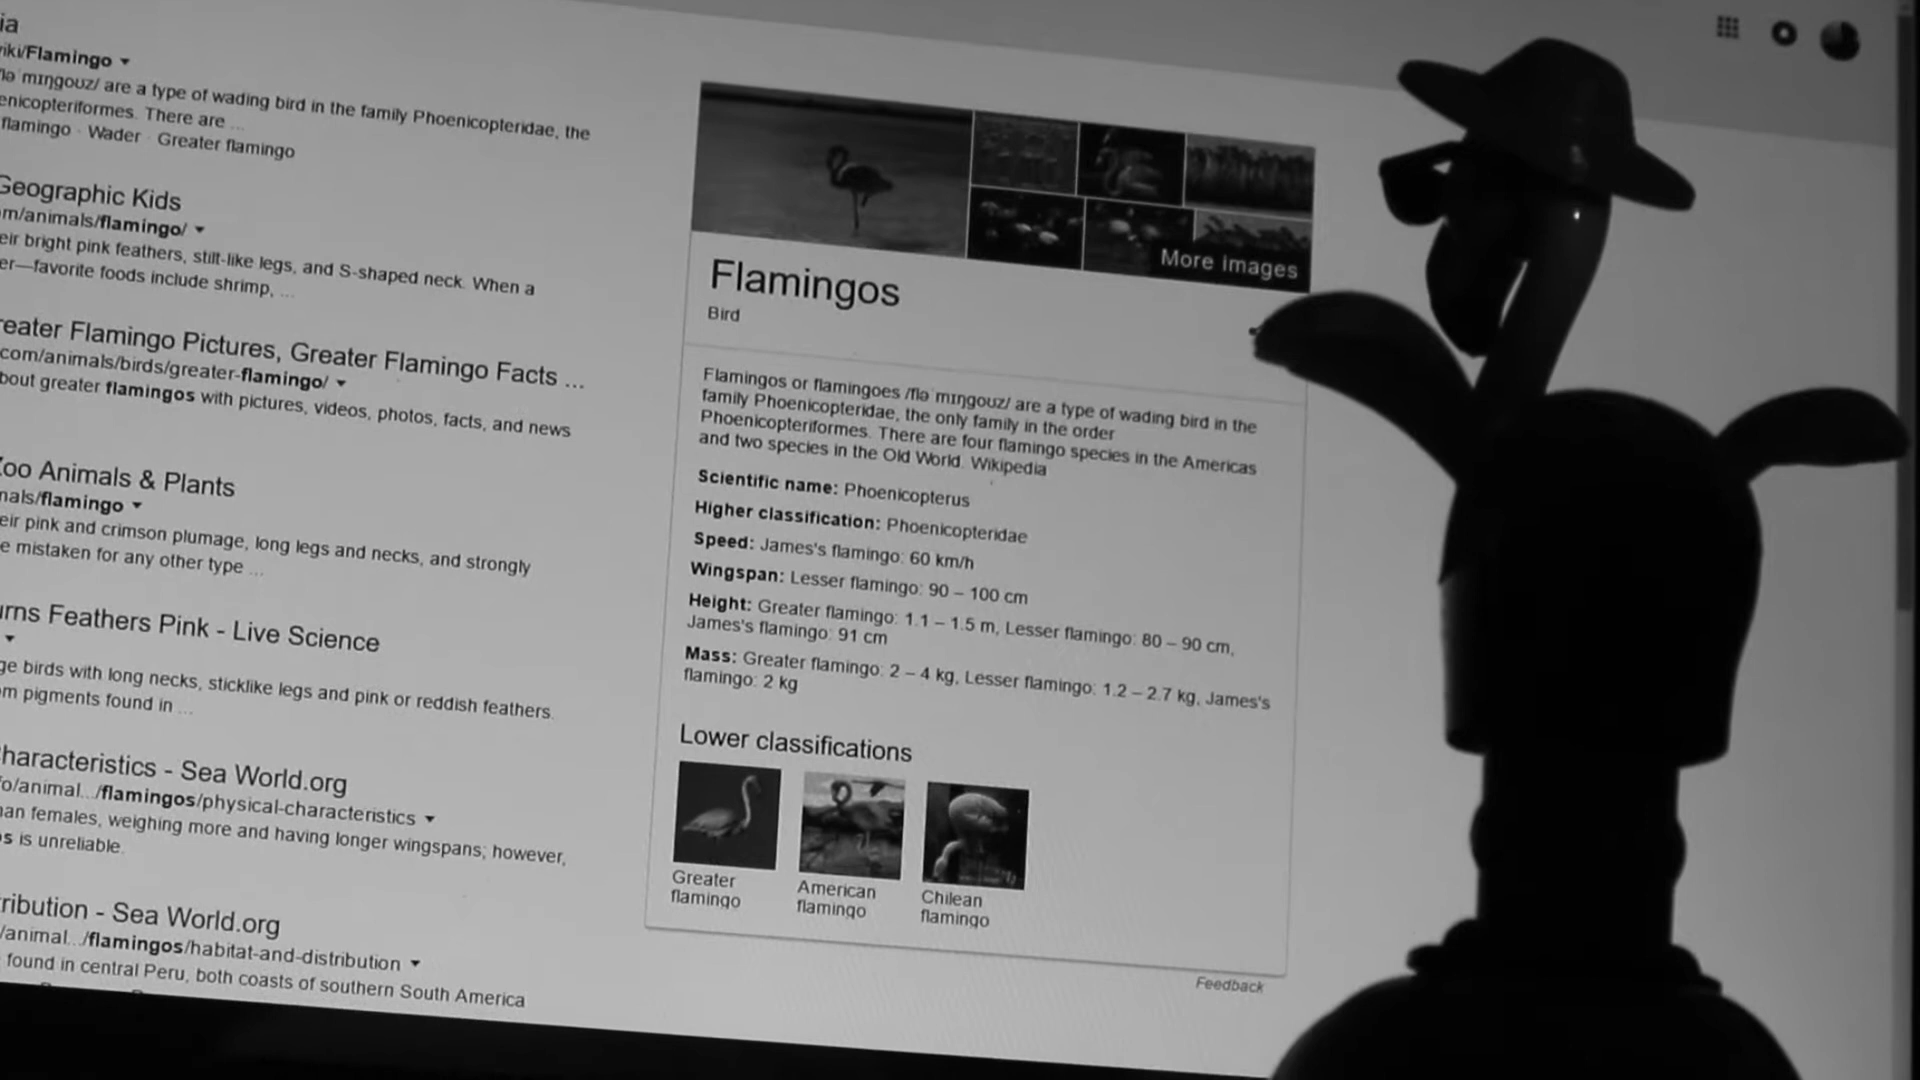 ia
iki/Flamingo
/flə mɪŋɡoʊz/ are a type of wading bird in the family Phoenicopteridae, the
enicopteriformes. There are ...
flamingo · Wader · Greater flamingo
Geographic Kids
m/animals/flamingo/
eir bright pink feathers, stilt-like legs, and S-shaped neck. When a
er—favorite foods include shrimp, ...
reater Flamingo Pictures, Greater Flamingo Facts ...
com/animals/birds/greater-flamingo/
bout greater flamingos with pictures, videos, photos, facts, and news
Zoo Animals & Plants
mals/flamingo
eir pink and crimson plumage, long legs and necks, and strongly
e mistaken for any other type ...
urns Feathers Pink - Live Science
ge birds with long necks, sticklike legs and pink or reddish feathers.
om pigments found in ...
Characteristics - Sea World.org
fo/animal.../flamingos/physical-characteristics
han females, weighing more and having longer wingspans; however,
os is unreliable.
tribution - Sea World.org
/animal.../flamingos/habitat-and-distribution
found in central Peru, both coasts of southern South America
More images
Flamingos
Bird
Flamingos or flamingoes /flə mɪŋɡoʊz/ are a type of wading bird in the
family Phoenicopteridae, the only family in the order
Phoenicopteriformes. There are four flamingo species in the Americas
and two species in the Old World. Wikipedia
Scientific name: Phoenicopterus
Higher classification: Phoenicopteridae
Speed: James's flamingo: 60 km/h
Wingspan: Lesser flamingo: 90 – 100 cm
Height: Greater flamingo: 1.1 – 1.5 m, Lesser flamingo: 80 – 90 cm,
James's flamingo: 91 cm
Mass: Greater flamingo: 2 – 4 kg, Lesser flamingo: 1.2 – 2.7 kg, James's
flamingo: 2 kg
Lower classifications
Greater
flamingo
American
flamingo
Chilean
flamingo
Feedback